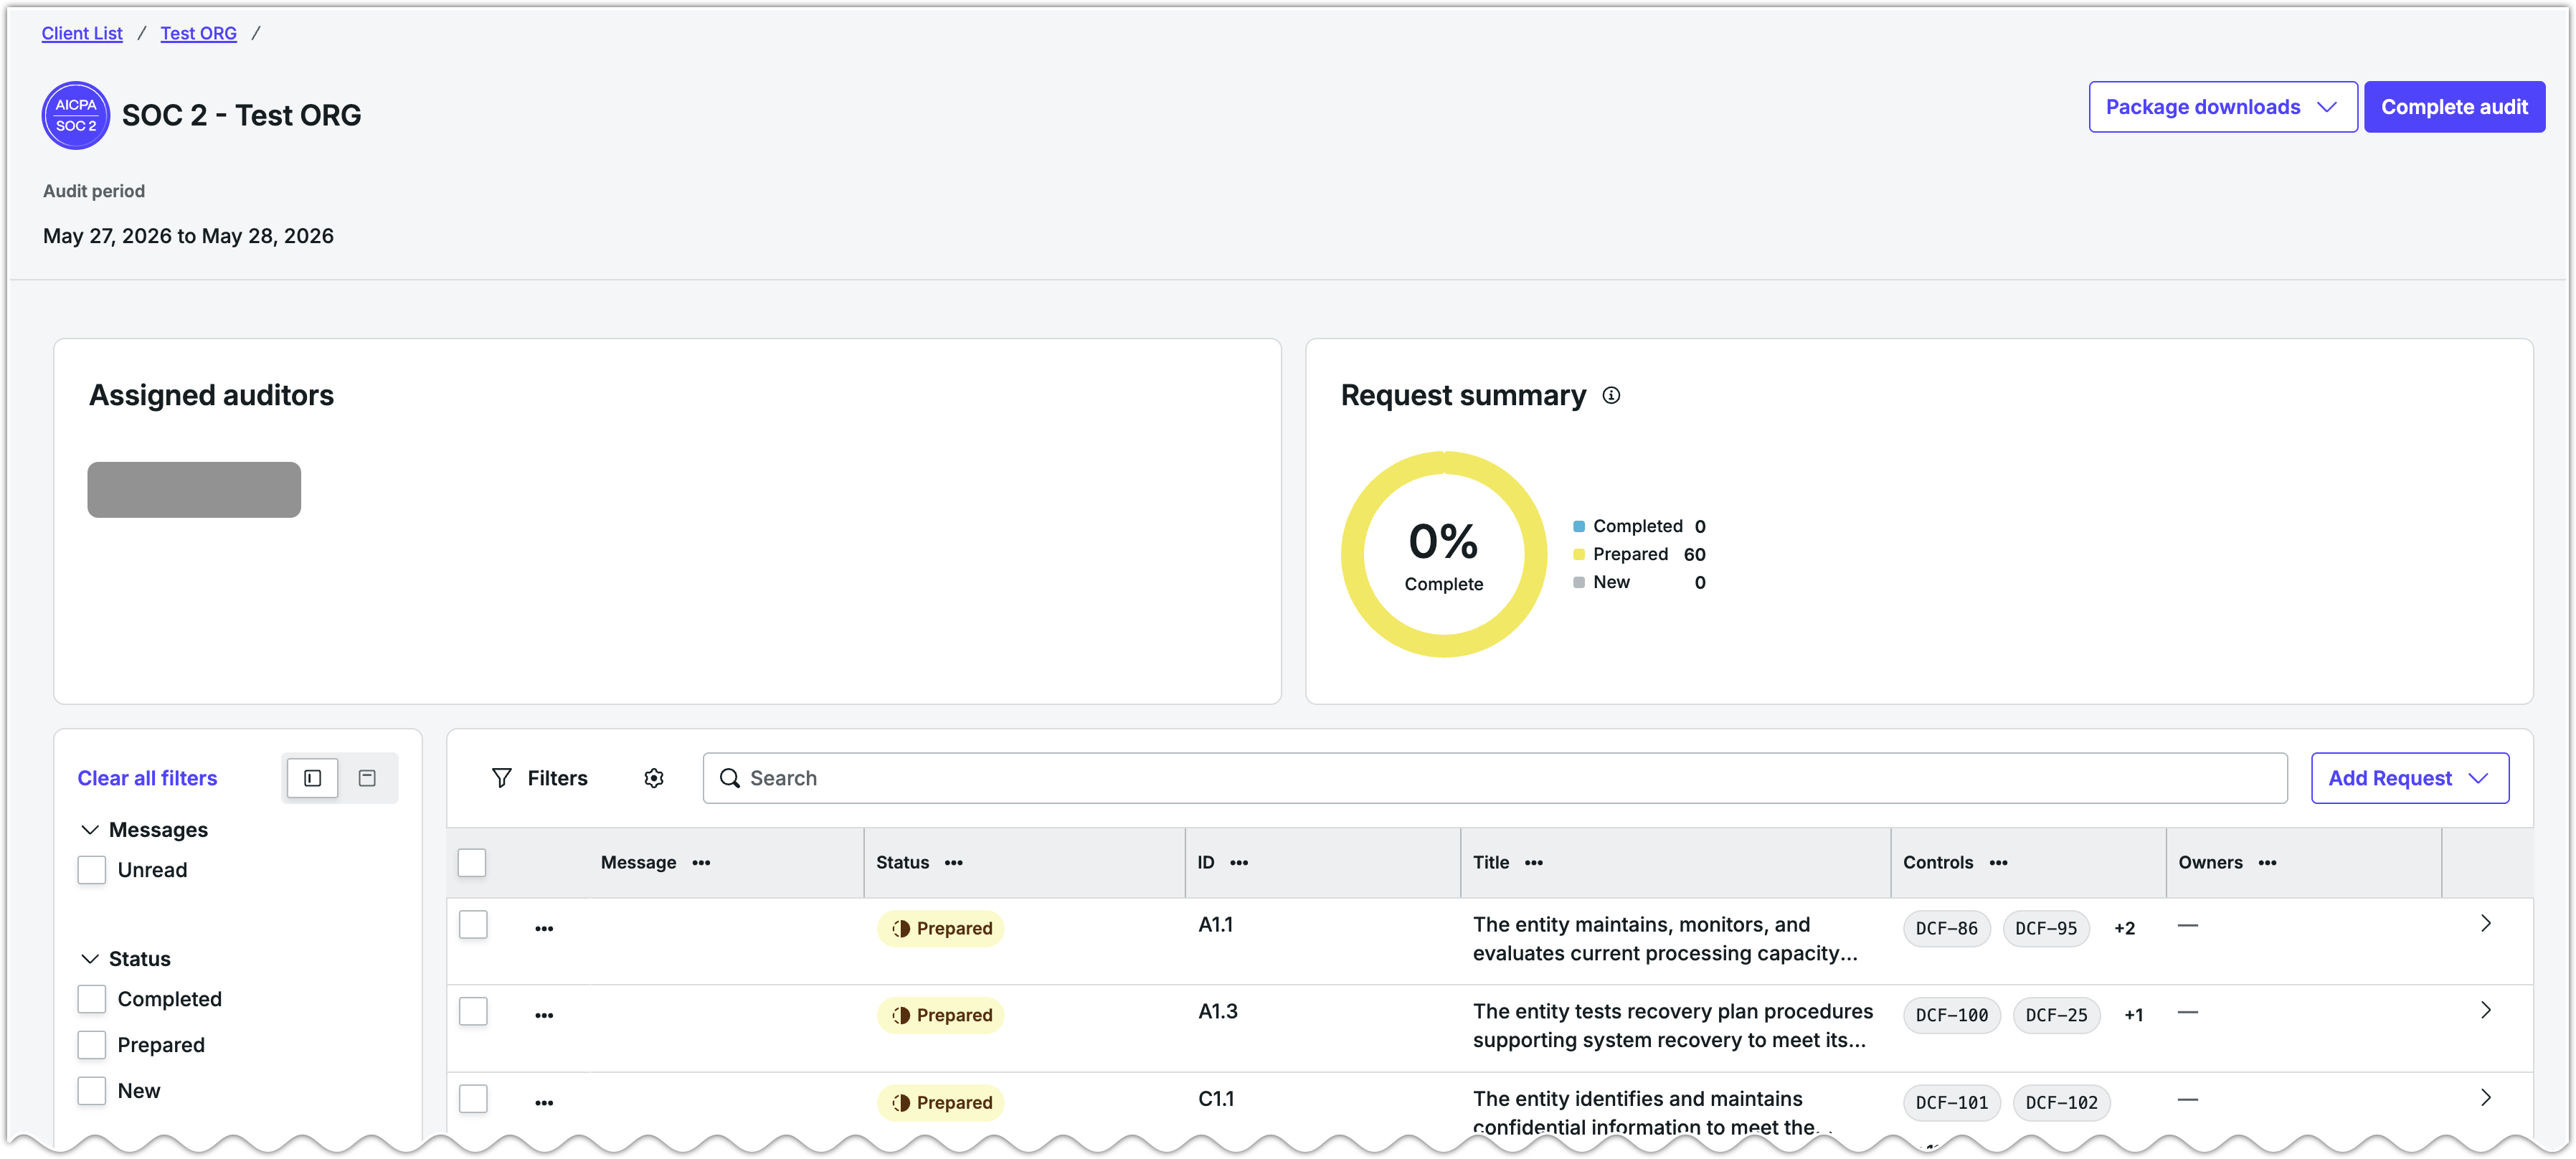 Client List / Test ORG /
AICPA
SOC 2
SOC 2 - Test ORG
Package downloads
Complete audit
Audit period
May 27, 2026 to May 28, 2026
Assigned auditors
Request summary
0%
Complete
Completed 0
Prepared 60
New 0
Clear all filters
Messages
Unread
Status
Completed
Prepared
New
Filters
Search
Add Request
Message ••• Status ••• ID ••• Title ••• Controls ••• Owners •••
••• Prepared A1.1 The entity maintains, monitors, and DCF-86 DCF-95 +2 —
evaluates current processing capacity...
••• Prepared A1.3 The entity tests recovery plan procedures DCF-100 DCF-25 +1 —
supporting system recovery to meet its...
••• Prepared C1.1 The entity identifies and maintains DCF-101 DCF-102 —
confidential information to meet the...